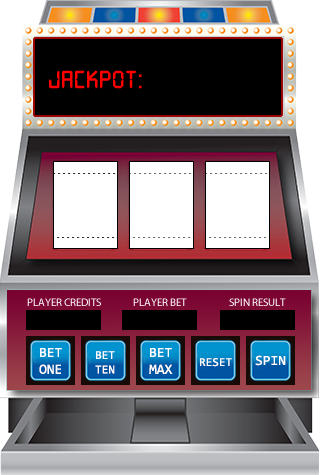 JACKPOT:
PLAYER CREDITS PLAYER BET SPIN RESULT
BET ONE BET TEN BET MAX RESET SPIN